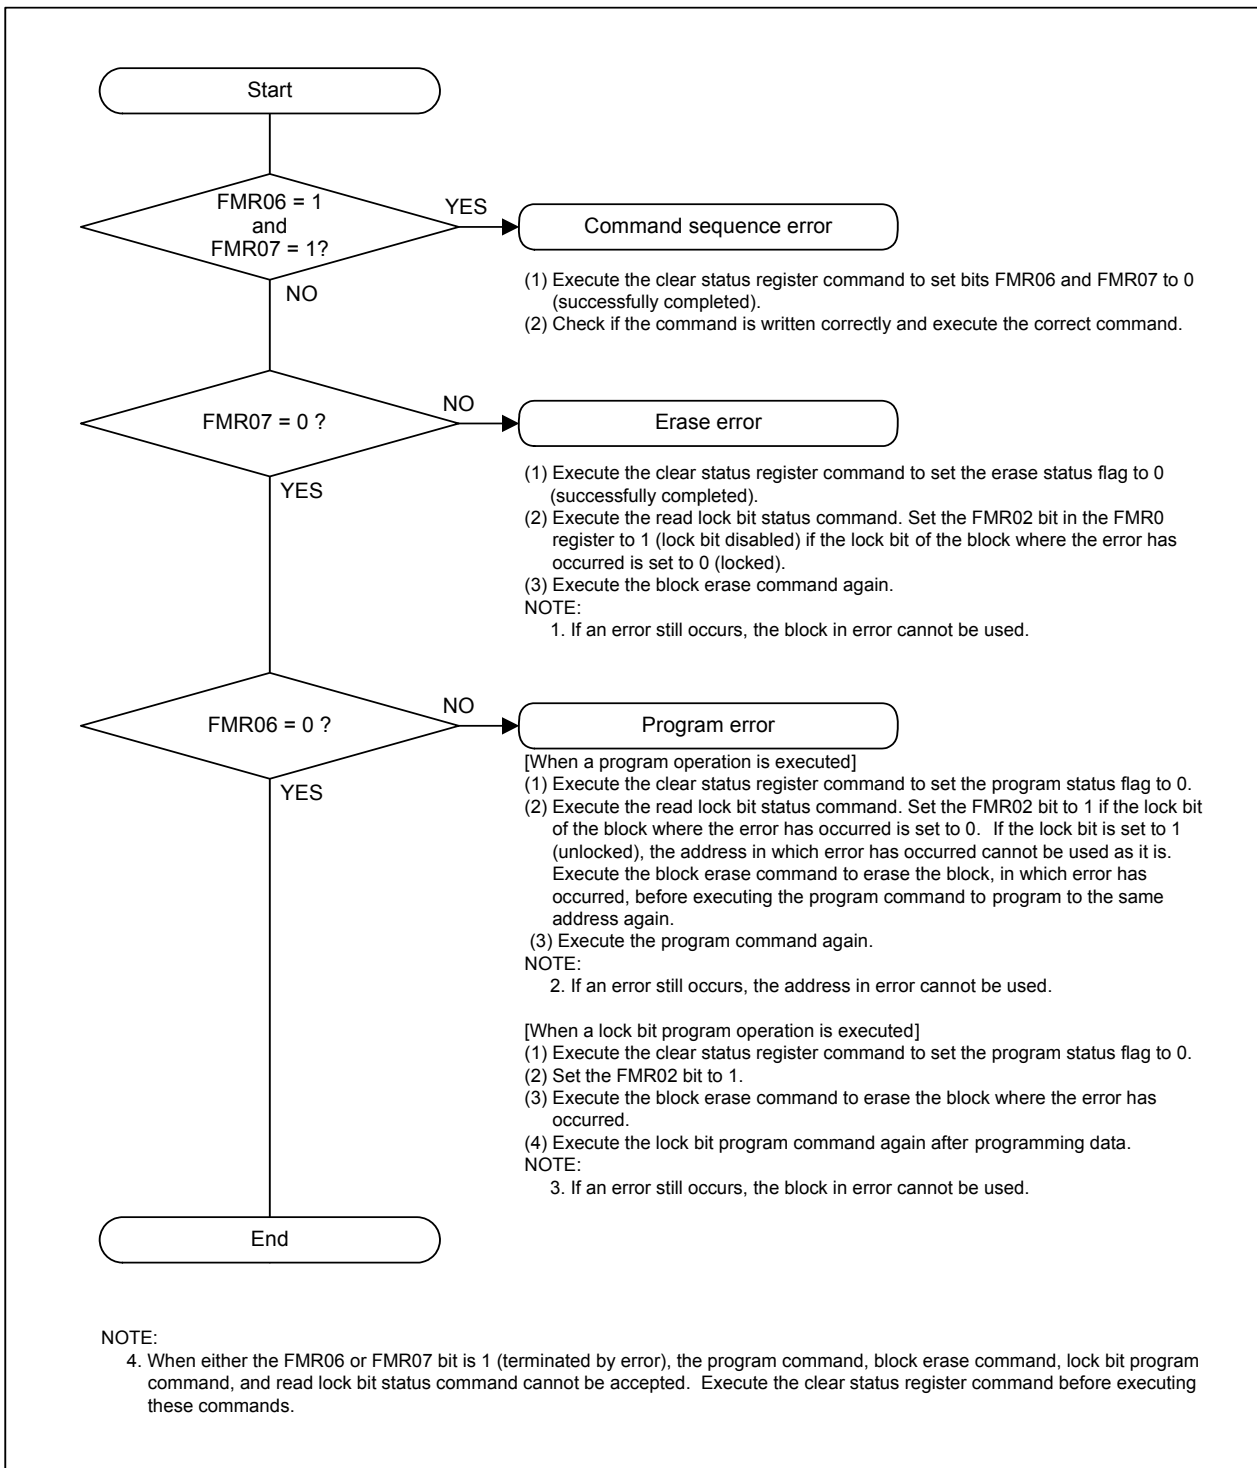 Start
FMR06 = 1
and
FMR07 = 1?
YES
Command sequence error
NO
(1) Execute the clear status register command to set bits FMR06 and FMR07 to 0
(successfully completed).
(2) Check if the command is written correctly and execute the correct command.
FMR07 = 0 ?
NO
Erase error
YES
(1) Execute the clear status register command to set the erase status flag to 0
(successfully completed).
(2) Execute the read lock bit status command. Set the FMR02 bit in the FMR0
register to 1 (lock bit disabled) if the lock bit of the block where the error has
occurred is set to 0 (locked).
(3) Execute the block erase command again.
NOTE:
1. If an error still occurs, the block in error cannot be used.
FMR06 = 0 ?
NO
Program error
YES
[When a program operation is executed]
(1) Execute the clear status register command to set the program status flag to 0.
(2) Execute the read lock bit status command. Set the FMR02 bit to 1 if the lock bit
of the block where the error has occurred is set to 0. If the lock bit is set to 1
(unlocked), the address in which error has occurred cannot be used as it is.
Execute the block erase command to erase the block, in which error has
occurred, before executing the program command to program to the same
address again.
(3) Execute the program command again.
NOTE:
2. If an error still occurs, the address in error cannot be used.
[When a lock bit program operation is executed]
(1) Execute the clear status register command to set the program status flag to 0.
(2) Set the FMR02 bit to 1.
(3) Execute the block erase command to erase the block where the error has
occurred.
(4) Execute the lock bit program command again after programming data.
NOTE:
3. If an error still occurs, the block in error cannot be used.
End
NOTE:
4. When either the FMR06 or FMR07 bit is 1 (terminated by error), the program command, block erase command, lock bit program
command, and read lock bit status command cannot be accepted. Execute the clear status register command before executing
these commands.